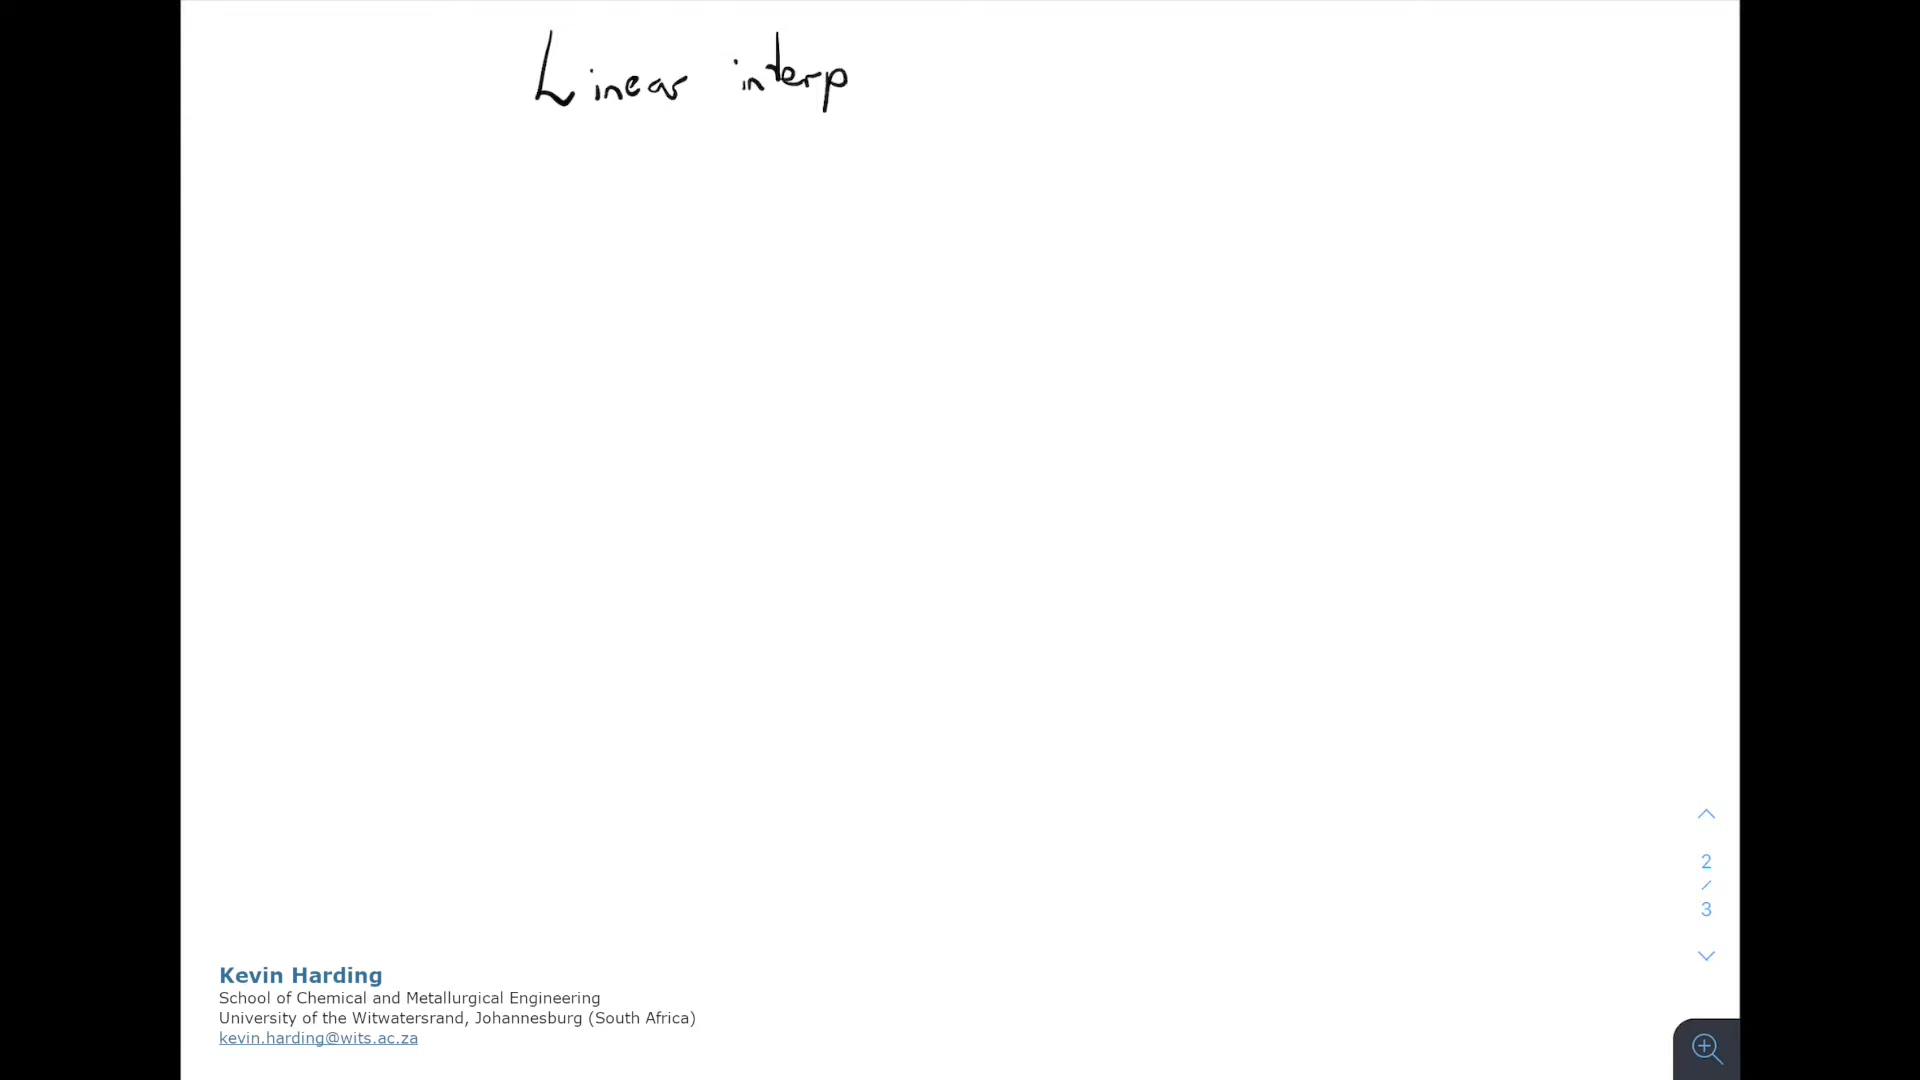 Linear interp
2
/
3
Kevin Harding
School of Chemical and Metallurgical Engineering
University of the Witwatersrand, Johannesburg (South Africa)
kevin.harding@wits.ac.za